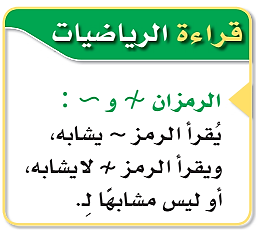 قراءة الرياضيات
الرمزان ≁ و ~ :
يُقرأ الرمز ~ يشابه،
ويقرأ الرمز ≁ لايشابه،
أو ليس مشابهًا لِـ.